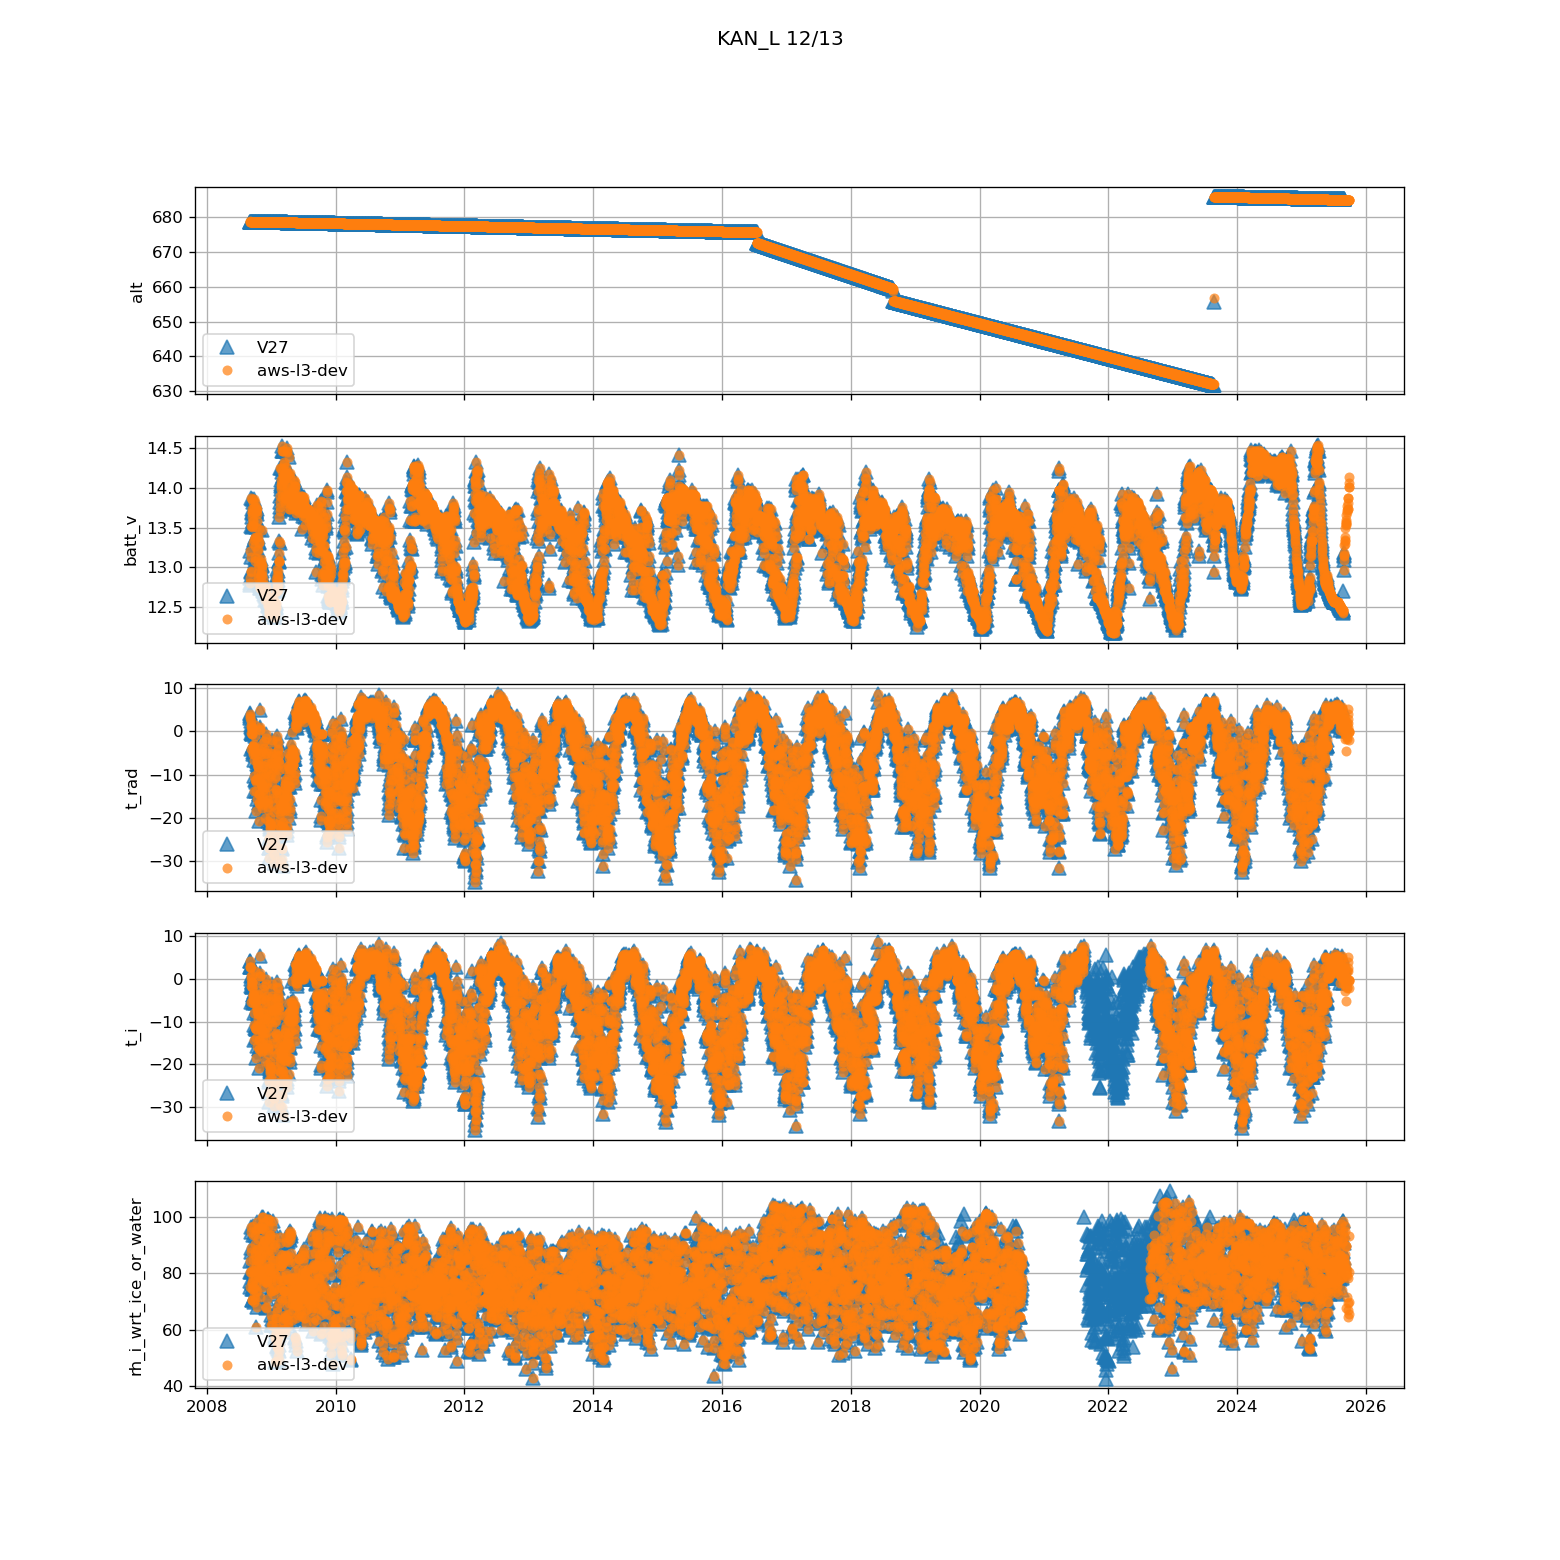 KAN_L 12/13
680
670
660
650
640
630
alt
V27
aws-l3-dev
14.5
14.0
13.5
13.0
12.5
batt_v
V27
aws-l3-dev
10
0
−10
−20
−30
t_rad
V27
aws-l3-dev
10
0
−10
−20
−30
t_i
V27
aws-l3-dev
100
80
60
40
rh_i_wrt_ice_or_water
V27
aws-l3-dev
2008 2010 2012 2014 2016 2018 2020 2022 2024 2026